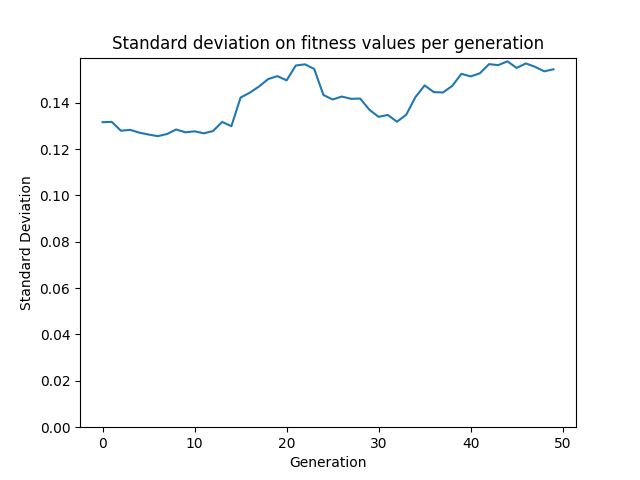 Standard deviation on fitness values per generation
Standard Deviation
0.14
0.12
0.10
0.08
0.06
0.04
0.02
0.00
0 10 20 30 40 50
Generation